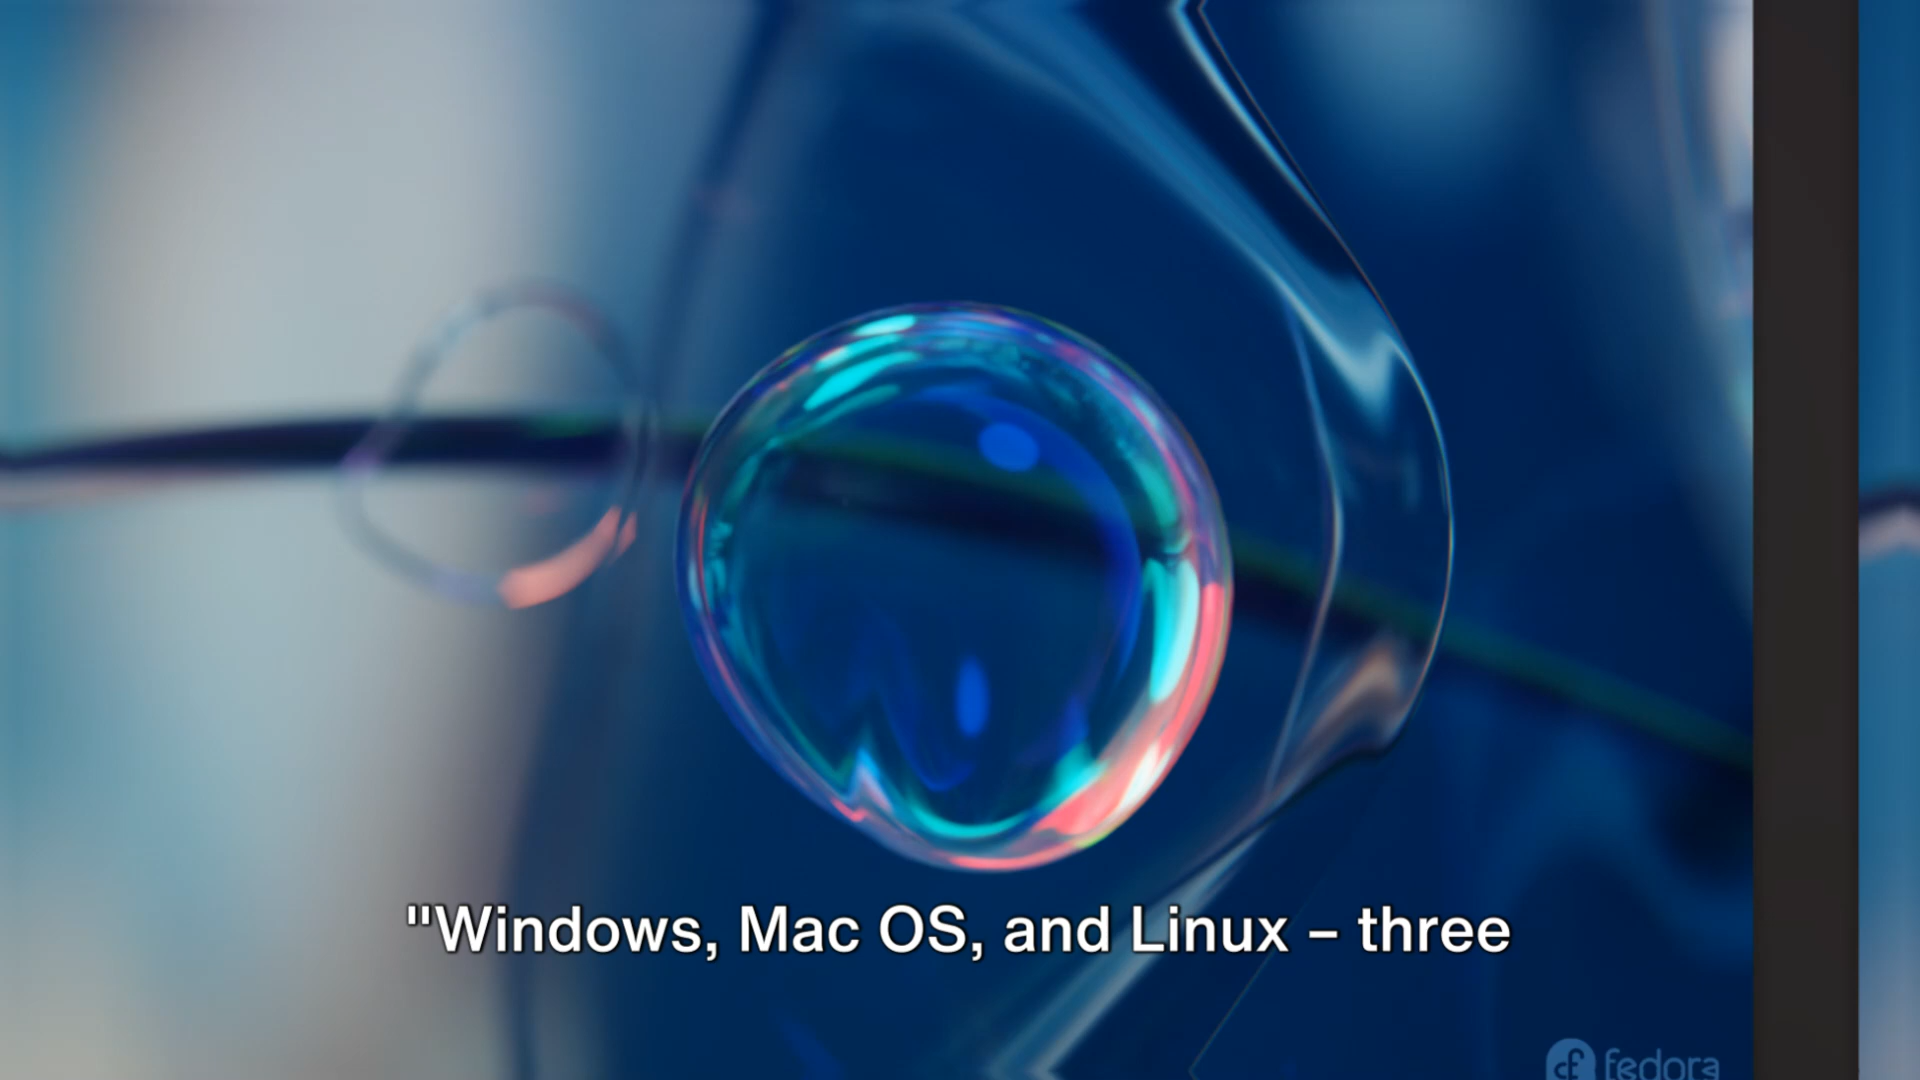 "Windows, Mac OS, and Linux – three
fedora